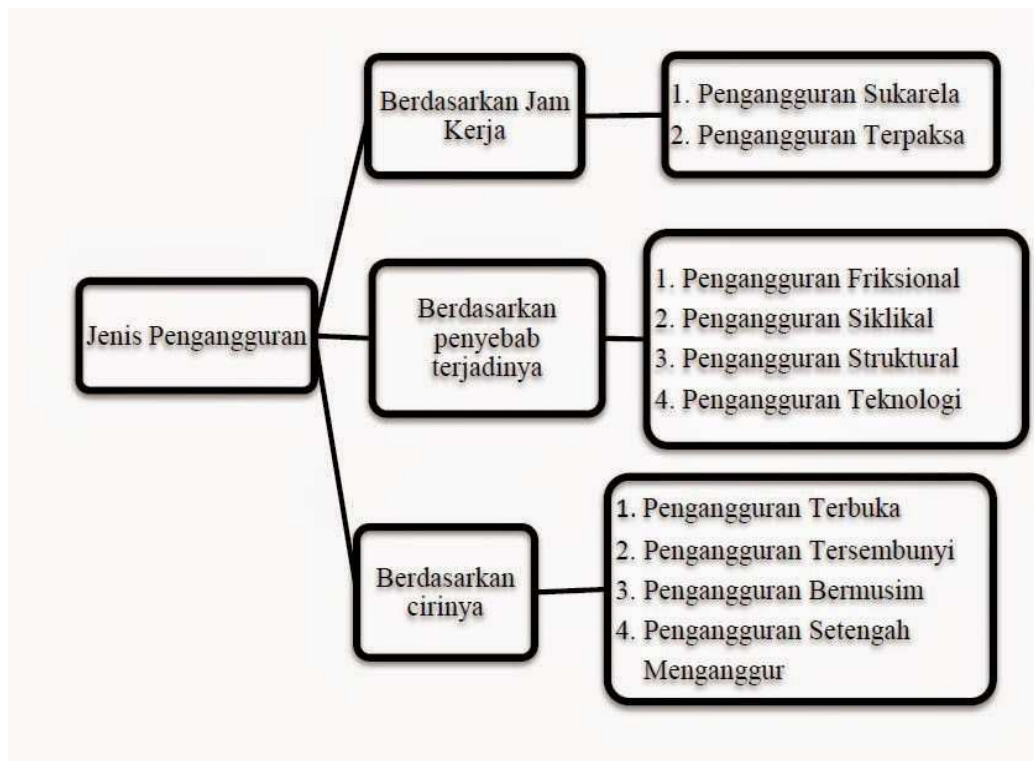 Jenis Pengangguran
Berdasarkan Jam
Kerja
1. Pengangguran Sukarela
2. Pengangguran Terpaksa
Berdasarkan
penyebab
terjadinya
1. Pengangguran Friksional
2. Pengangguran Siklikal
3. Pengangguran Struktural
4. Pengangguran Teknologi
Berdasarkan
cirinya
1. Pengangguran Terbuka
2. Pengangguran Tersembunyi
3. Pengangguran Bermusim
4. Pengangguran Setengah
Menganggur